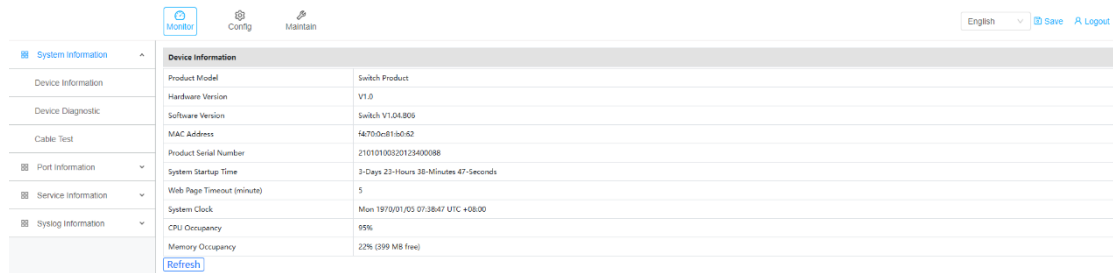 Monitor
Config
Maintain
English
Save
Logout
System Information
Device Information
Device Diagnostic
Cable Test
Port Information
Service Information
Syslog Information
Device Information
Product Model Switch Product
Hardware Version V1.0
Software Version Switch V1.04.B06
MAC Address f4:70:0c:81:b0:62
Product Serial Number 21010100320123400088
System Startup Time 3-Days 23-Hours 38-Minutes 47-Seconds
Web Page Timeout (minute) 5
System Clock Mon 1970/01/05 07:38:47 UTC +08:00
CPU Occupancy 95%
Memory Occupancy 22% (399 MB free)
Refresh